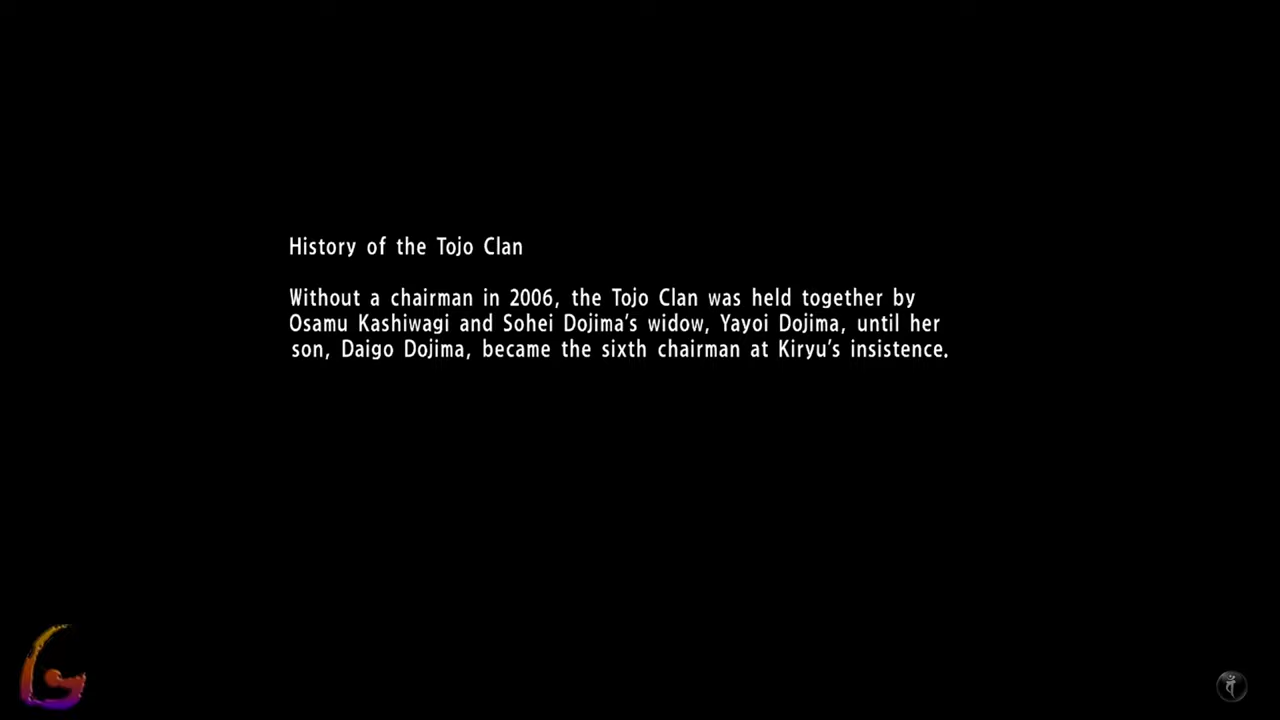 History of the Tojo Clan
Without a chairman in 2006, the Tojo Clan was held together by
Osamu Kashiwagi and Sohei Dojima's widow, Yayoi Dojima, until her
son, Daigo Dojima, became the sixth chairman at Kiryu's insistence.